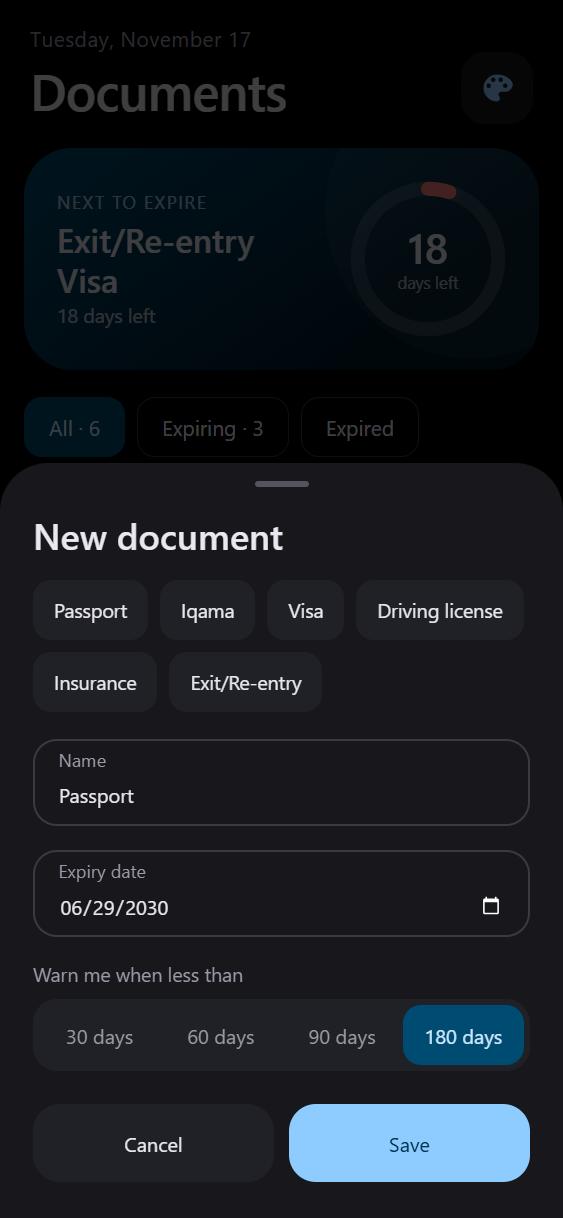 Tuesday, November 17
Documents
NEXT TO EXPIRE
Exit/Re-entry
Visa
18 days left
18
days left
All · 6
Expiring · 3
Expired
New document
Passport
Iqama
Visa
Driving license
Insurance
Exit/Re-entry
Name
Passport
Expiry date
06/29/2030
Warn me when less than
30 days
60 days
90 days
180 days
Cancel
Save